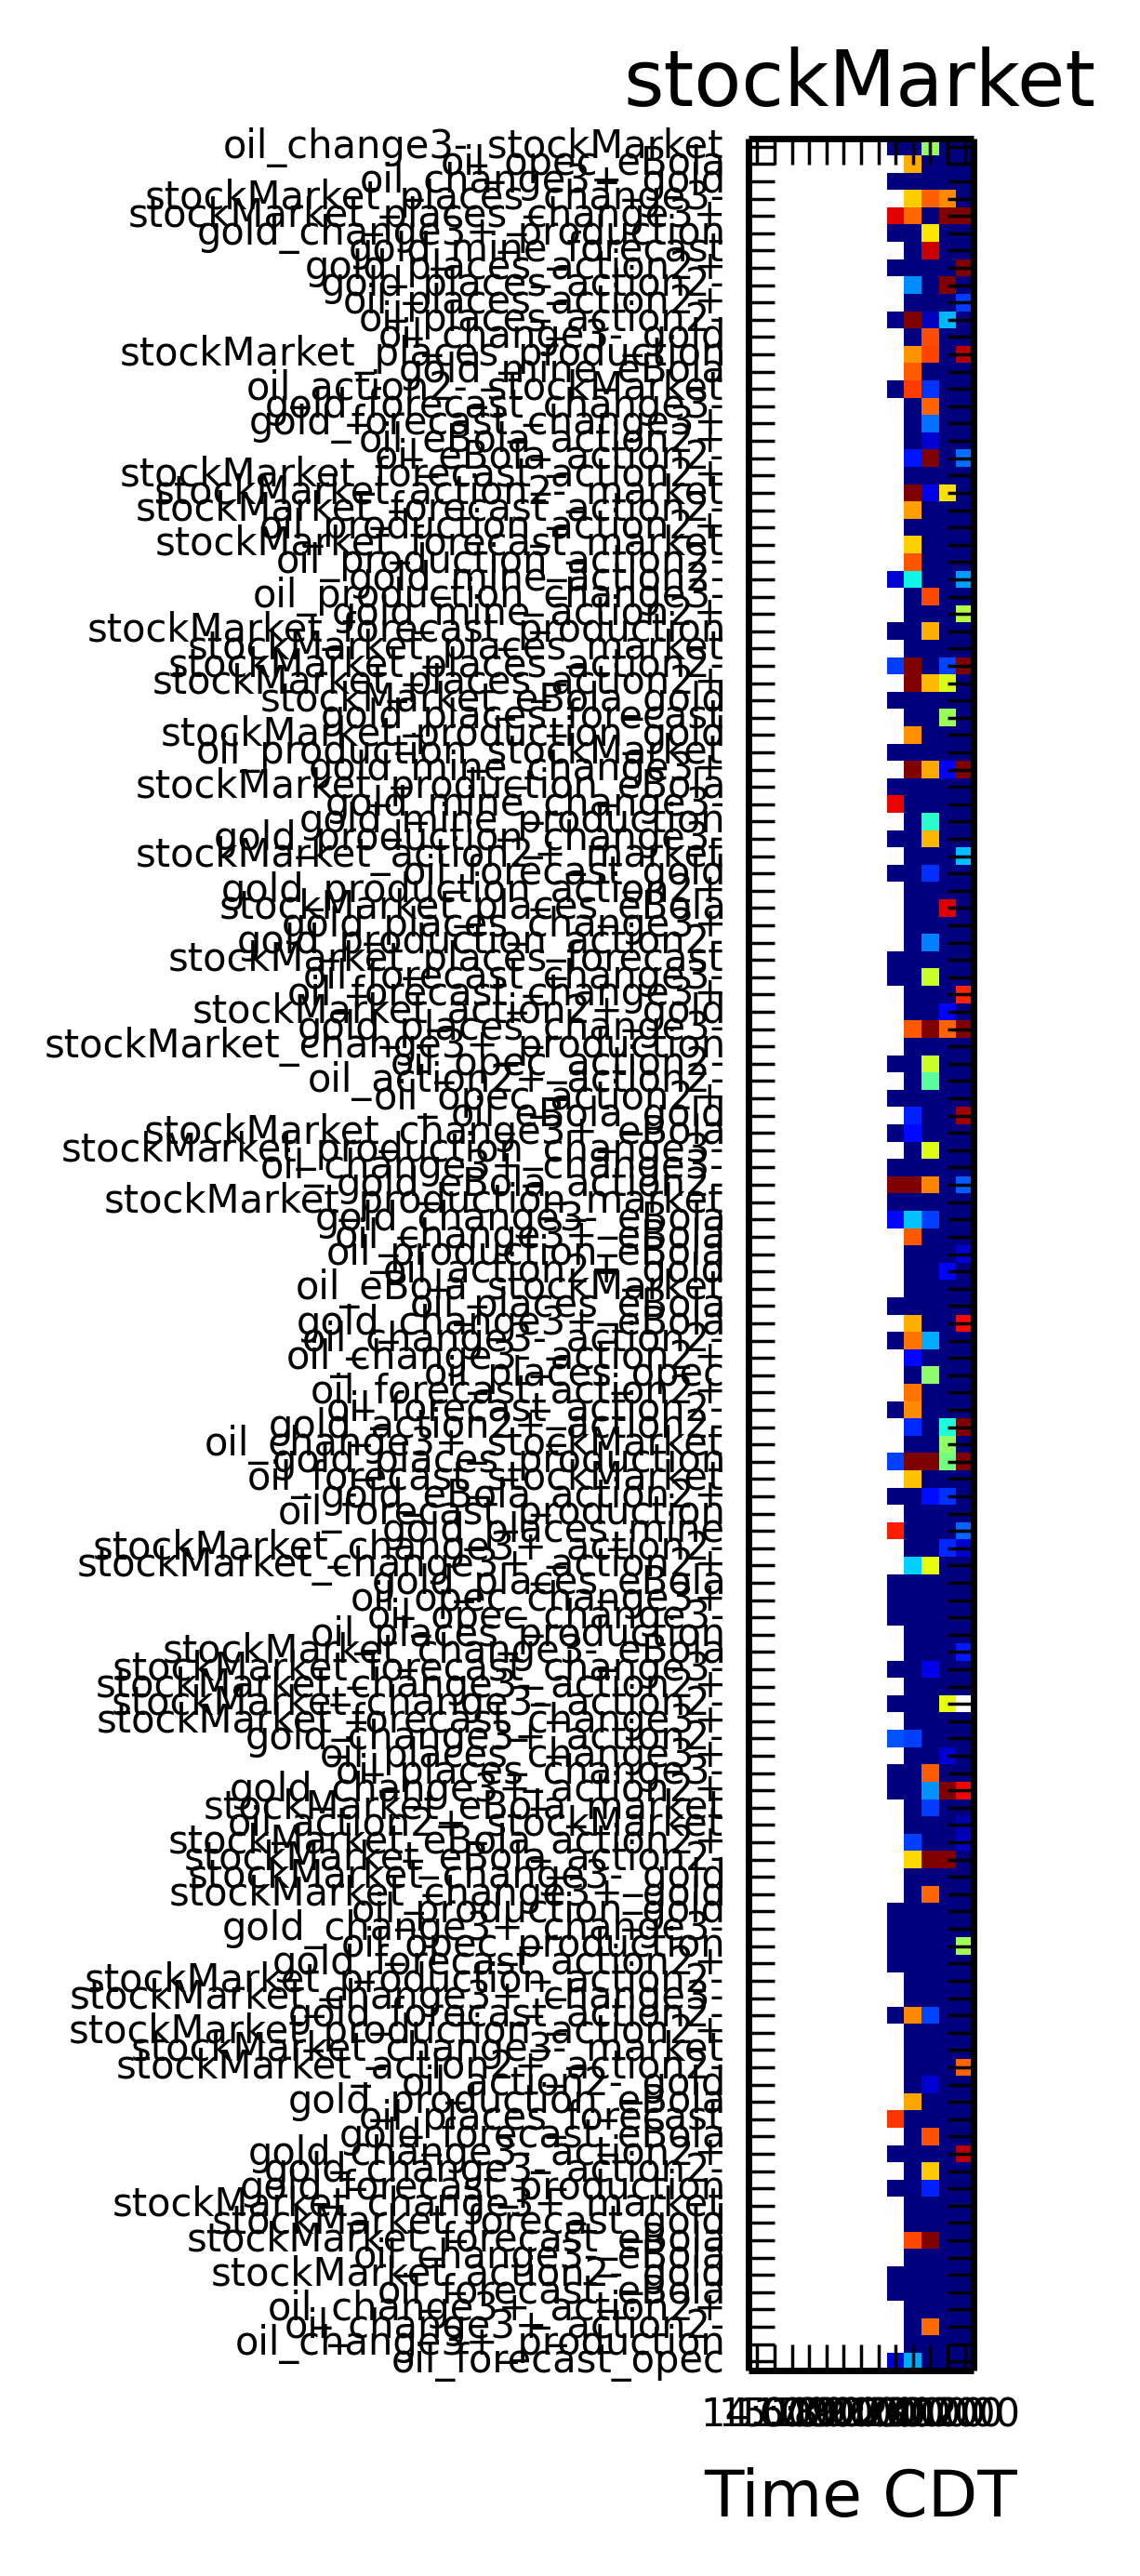 stockMarket
oil_change3-_stockMarket
oil_opec_eBola
oil_change3+_gold
stockMarket_places_change3-
stockMarket_places_change3+
gold_change3+_production
gold_mine_forecast
gold_places_action2+
gold_places_action2-
oil_places_action2+
oil_places_action2-
oil_change3-_gold
stockMarket_places_production
gold_mine_eBola
oil_action2-_stockMarket
gold_forecast_change3-
gold_forecast_change3+
oil_eBola_action2+
oil_eBola_action2-
stockMarket_forecast_action2+
stockMarket_action2-_market
stockMarket_forecast_action2-
oil_production_action2+
stockMarket_forecast_market
oil_production_action2-
gold_mine_action2-
oil_production_change3-
gold_mine_action2+
stockMarket_forecast_production
stockMarket_places_market
stockMarket_places_action2-
stockMarket_places_action2+
stockMarket_eBola_gold
gold_places_forecast
stockMarket_production_gold
oil_production_stockMarket
gold_mine_change3+
stockMarket_production_eBola
gold_mine_change3-
gold_mine_production
gold_production_change3-
stockMarket_action2+_market
oil_forecast_gold
gold_production_action2+
stockMarket_places_eBola
gold_places_change3+
gold_production_action2-
stockMarket_places_forecast
oil_forecast_change3-
oil_forecast_change3+
stockMarket_action2+_gold
gold_places_change3-
stockMarket_change3+_production
oil_opec_action2-
oil_action2+_action2-
oil_opec_action2+
oil_eBola_gold
stockMarket_change3+_eBola
stockMarket_production_change3-
oil_change3+_change3-
gold_eBola_action2-
stockMarket_production_market
gold_change3-_eBola
oil_change3+_eBola
oil_production_eBola
oil_action2+_gold
oil_eBola_stockMarket
oil_places_eBola
gold_change3+_eBola
oil_change3-_action2-
oil_change3-_action2+
oil_places_opec
oil_forecast_action2+
oil_forecast_action2-
gold_action2+_action2-
oil_change3+_stockMarket
gold_places_production
oil_forecast_stockMarket
gold_eBola_action2+
oil_forecast_production
gold_places_mine
stockMarket_change3+_action2-
stockMarket_change3+_action2+
gold_places_eBola
oil_opec_change3+
oil_opec_change3-
oil_places_production
stockMarket_change3-_eBola
stockMarket_forecast_change3-
stockMarket_change3-_action2+
stockMarket_change3-_action2-
stockMarket_forecast_change3+
gold_change3+_action2-
oil_places_change3+
oil_places_change3-
gold_change3+_action2+
stockMarket_eBola_market
oil_action2+_stockMarket
stockMarket_eBola_action2+
stockMarket_eBola_action2-
stockMarket_change3-_gold
stockMarket_change3+_gold
oil_production_gold
gold_change3+_change3-
oil_opec_production
gold_forecast_action2+
stockMarket_production_action2-
stockMarket_change3+_change3-
gold_forecast_action2-
stockMarket_production_action2+
stockMarket_change3-_market
stockMarket_action2+_action2-
oil_action2-_gold
gold_production_eBola
oil_places_forecast
gold_forecast_eBola
gold_change3-_action2+
gold_change3-_action2-
gold_forecast_production
stockMarket_change3+_market
stockMarket_forecast_gold
stockMarket_forecast_eBola
oil_change3-_eBola
stockMarket_action2-_gold
oil_forecast_eBola
oil_change3+_action2+
oil_change3+_action2-
oil_change3+_production
oil_forecast_opec
Time CDT